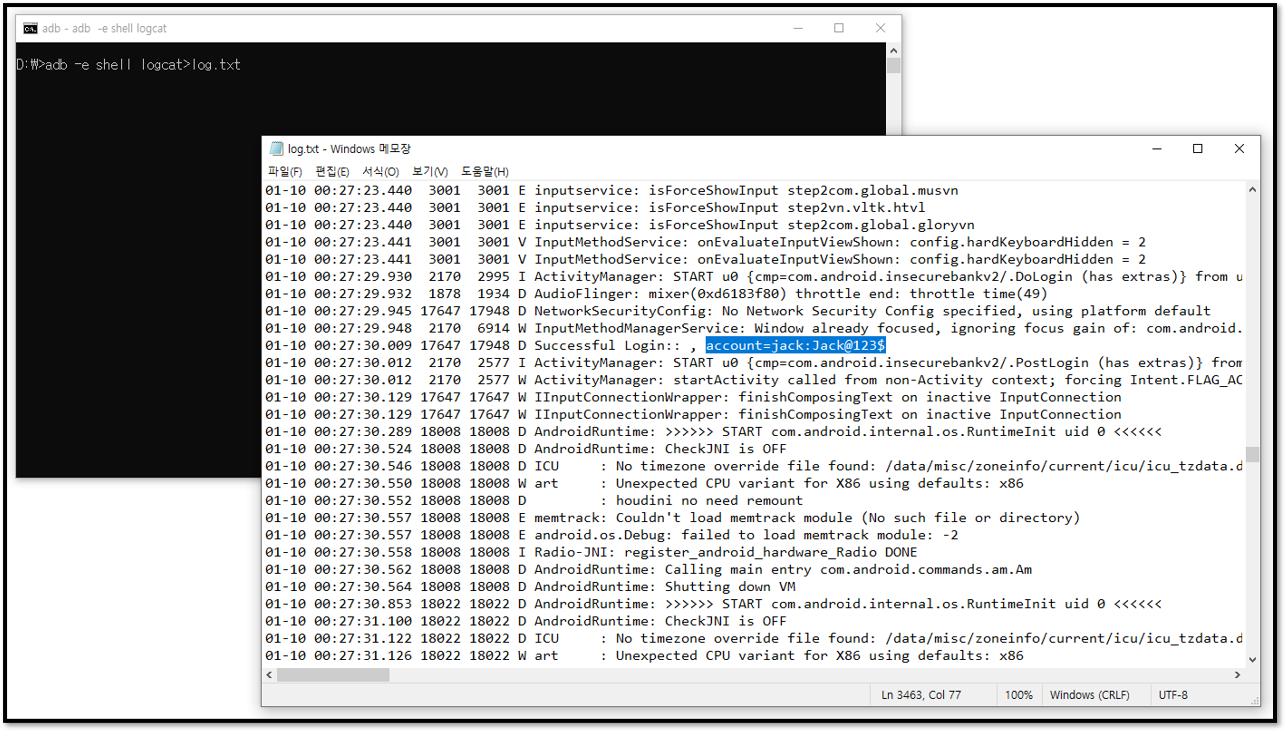 adb - adb  -e shell logcat
D:₩>adb -e shell logcat>log.txt
log.txt - Windows 메모장
파일(F) 편집(E) 서식(O) 보기(V) 도움말(H)
01-10 00:27:23.440  3001  3001 E inputservice: isForceShowInput step2com.global.musvn
01-10 00:27:23.440  3001  3001 E inputservice: isForceShowInput step2vn.vltk.htvl
01-10 00:27:23.440  3001  3001 E inputservice: isForceShowInput step2com.global.gloryvn
01-10 00:27:23.441  3001  3001 V InputMethodService: onEvaluateInputViewShown: config.hardKeyboardHidden = 2
01-10 00:27:23.441  3001  3001 V InputMethodService: onEvaluateInputViewShown: config.hardKeyboardHidden = 2
01-10 00:27:29.930  2170  2995 I ActivityManager: START u0 {cmp=com.android.insecurebankv2/.DoLogin (has extras)} from u
01-10 00:27:29.932  1878  1934 D AudioFlinger: mixer(0xd6183f80) throttle end: throttle time(49)
01-10 00:27:29.945 17647 17948 D NetworkSecurityConfig: No Network Security Config specified, using platform default
01-10 00:27:29.948  2170  6914 W InputMethodManagerService: Window already focused, ignoring focus gain of: com.android.
01-10 00:27:30.009 17647 17948 D Successful Login:: , account=jack:Jack@123$
01-10 00:27:30.012  2170  2577 I ActivityManager: START u0 {cmp=com.android.insecurebankv2/.PostLogin (has extras)} from
01-10 00:27:30.012  2170  2577 W ActivityManager: startActivity called from non-Activity context; forcing Intent.FLAG_AC
01-10 00:27:30.129 17647 17647 W IInputConnectionWrapper: finishComposingText on inactive InputConnection
01-10 00:27:30.129 17647 17647 W IInputConnectionWrapper: finishComposingText on inactive InputConnection
01-10 00:27:30.289 18008 18008 D AndroidRuntime: >>>>>> START com.android.internal.os.RuntimeInit uid 0 <<<<<<
01-10 00:27:30.524 18008 18008 D AndroidRuntime: CheckJNI is OFF
01-10 00:27:30.546 18008 18008 D ICU     : No timezone override file found: /data/misc/zoneinfo/current/icu/icu_tzdata.d
01-10 00:27:30.550 18008 18008 W art     : Unexpected CPU variant for X86 using defaults: x86
01-10 00:27:30.552 18008 18008 D         : houdini no need remount
01-10 00:27:30.557 18008 18008 E memtrack: Couldn't load memtrack module (No such file or directory)
01-10 00:27:30.557 18008 18008 E android.os.Debug: failed to load memtrack module: -2
01-10 00:27:30.558 18008 18008 I Radio-JNI: register_android_hardware_Radio DONE
01-10 00:27:30.562 18008 18008 D AndroidRuntime: Calling main entry com.android.commands.am.Am
01-10 00:27:30.564 18008 18008 D AndroidRuntime: Shutting down VM
01-10 00:27:30.853 18022 18022 D AndroidRuntime: >>>>>> START com.android.internal.os.RuntimeInit uid 0 <<<<<<
01-10 00:27:31.100 18022 18022 D AndroidRuntime: CheckJNI is OFF
01-10 00:27:31.122 18022 18022 D ICU     : No timezone override file found: /data/misc/zoneinfo/current/icu/icu_tzdata.d
01-10 00:27:31.126 18022 18022 W art     : Unexpected CPU variant for X86 using defaults: x86
Ln 3463, Col 77 100% Windows (CRLF) UTF-8